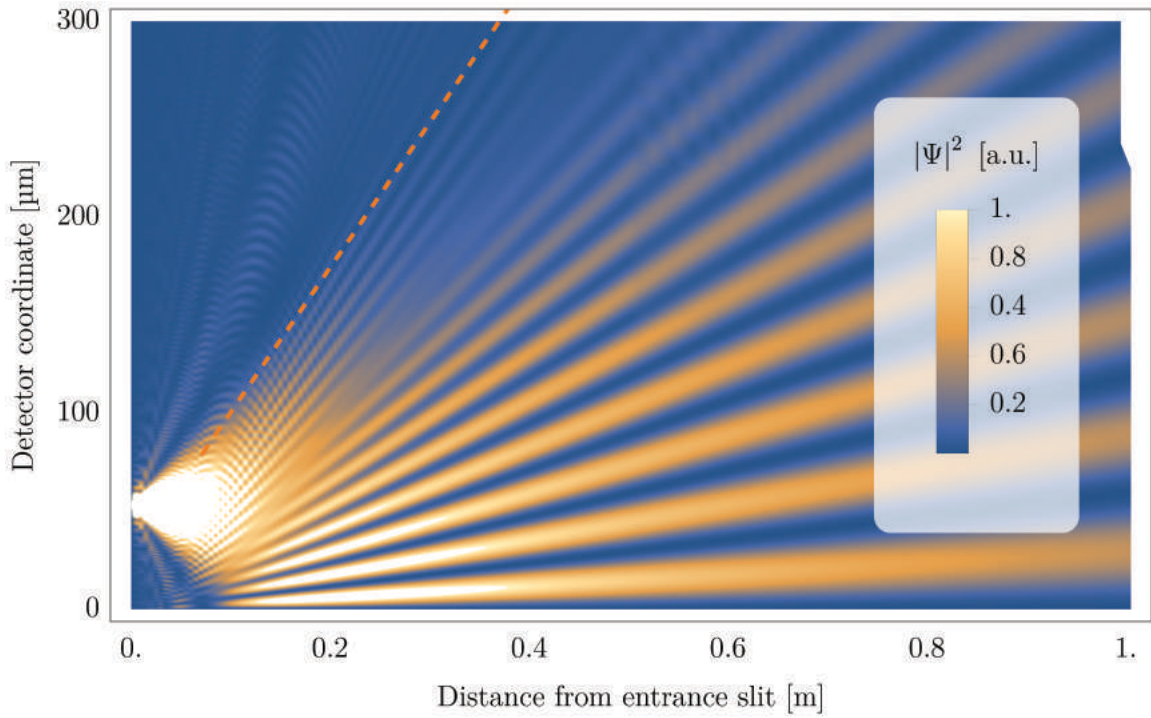 300
200
100
0
Detector coordinate [μm]
|Ψ|² [a.u.]
1.
0.8
0.4
0.6
0.2
0. 0.2 0.4 0.6 0.8 1.
Distance from entrance slit [m]